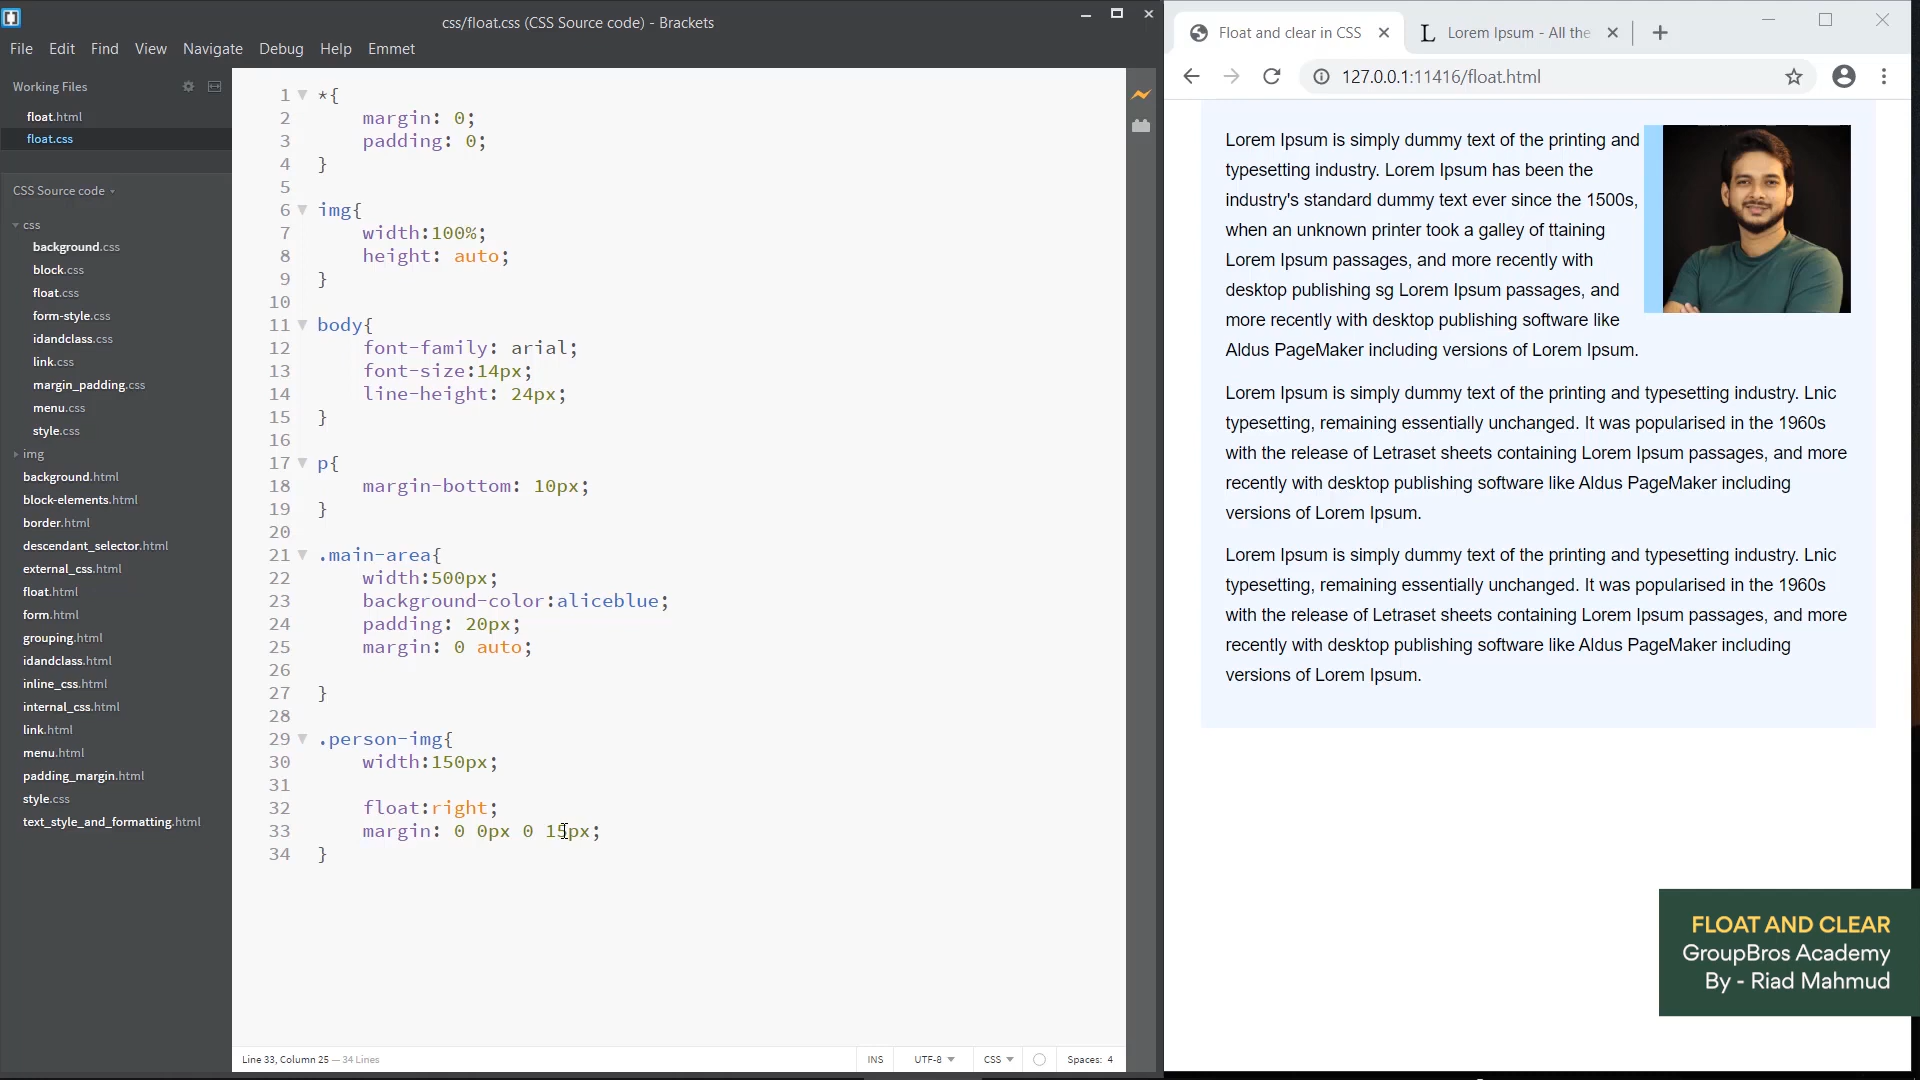 css/float.css (CSS Source code) - Brackets
File Edit Find View Navigate Debug Help Emmet
Working Files
float.html
float.css
CSS Source code
css
background.css
block.css
float.css
form-style.css
idandclass.css
link.css
margin_padding.css
menu.css
style.css
img
background.html
block-elements.html
border.html
descendant_selector.html
external_css.html
float.html
form.html
grouping.html
idandclass.html
inline_css.html
internal_css.html
link.html
menu.html
padding_margin.html
style.css
text_style_and_formatting.html
1 *{
2 margin: 0;
3 padding: 0;
4 }
5
6 img{
7 width:100%;
8 height: auto;
9 }
10
11 body{
12 font-family: arial;
13 font-size:14px;
14 line-height: 24px;
15 }
16
17 p{
18 margin-bottom: 10px;
19 }
20
21 .main-area{
22 width:500px;
23 background-color:aliceblue;
24 padding: 20px;
25 margin: 0 auto;
26
27 }
28
29 .person-img{
30 width:150px;
31
32 float:right;
33 margin: 0 0px 0 15px;
34 }
Line 33, Column 25 — 34 Lines
INS UTF-8 CSS Spaces: 4
Float and clear in CSS
Lorem Ipsum - All the
127.0.0.1:11416/float.html
Lorem Ipsum is simply dummy text of the printing and
typesetting industry. Lorem Ipsum has been the
industry's standard dummy text ever since the 1500s,
when an unknown printer took a galley of ttaining
Lorem Ipsum passages, and more recently with
desktop publishing sg Lorem Ipsum passages, and
more recently with desktop publishing software like
Aldus PageMaker including versions of Lorem Ipsum.
Lorem Ipsum is simply dummy text of the printing and typesetting industry. Lnic
typesetting, remaining essentially unchanged. It was popularised in the 1960s
with the release of Letraset sheets containing Lorem Ipsum passages, and more
recently with desktop publishing software like Aldus PageMaker including
versions of Lorem Ipsum.
Lorem Ipsum is simply dummy text of the printing and typesetting industry. Lnic
typesetting, remaining essentially unchanged. It was popularised in the 1960s
with the release of Letraset sheets containing Lorem Ipsum passages, and more
recently with desktop publishing software like Aldus PageMaker including
versions of Lorem Ipsum.
FLOAT AND CLEAR
GroupBros Academy
By - Riad Mahmud